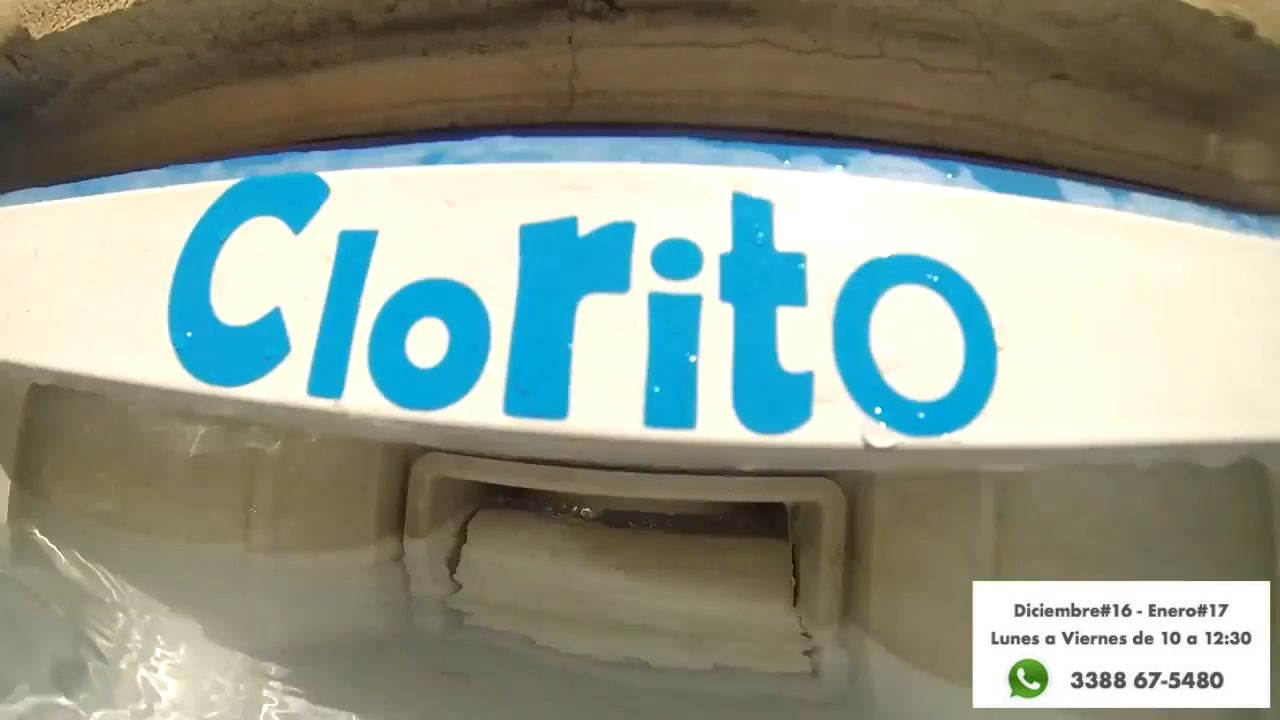 Clorito
Diciembre#16 - Enero#17
Lunes a Viernes de 10 a 12:30
3388 67-5480